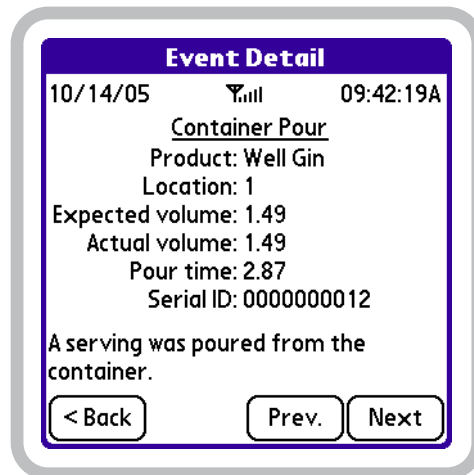 Event Detail
10/14/05 09:42:19A
Container Pour
Product: Well Gin
Location: 1
Expected volume: 1.49
Actual volume: 1.49
Pour time: 2.87
Serial ID: 0000000012
A serving was poured from the
container.
< Back Prev. Next